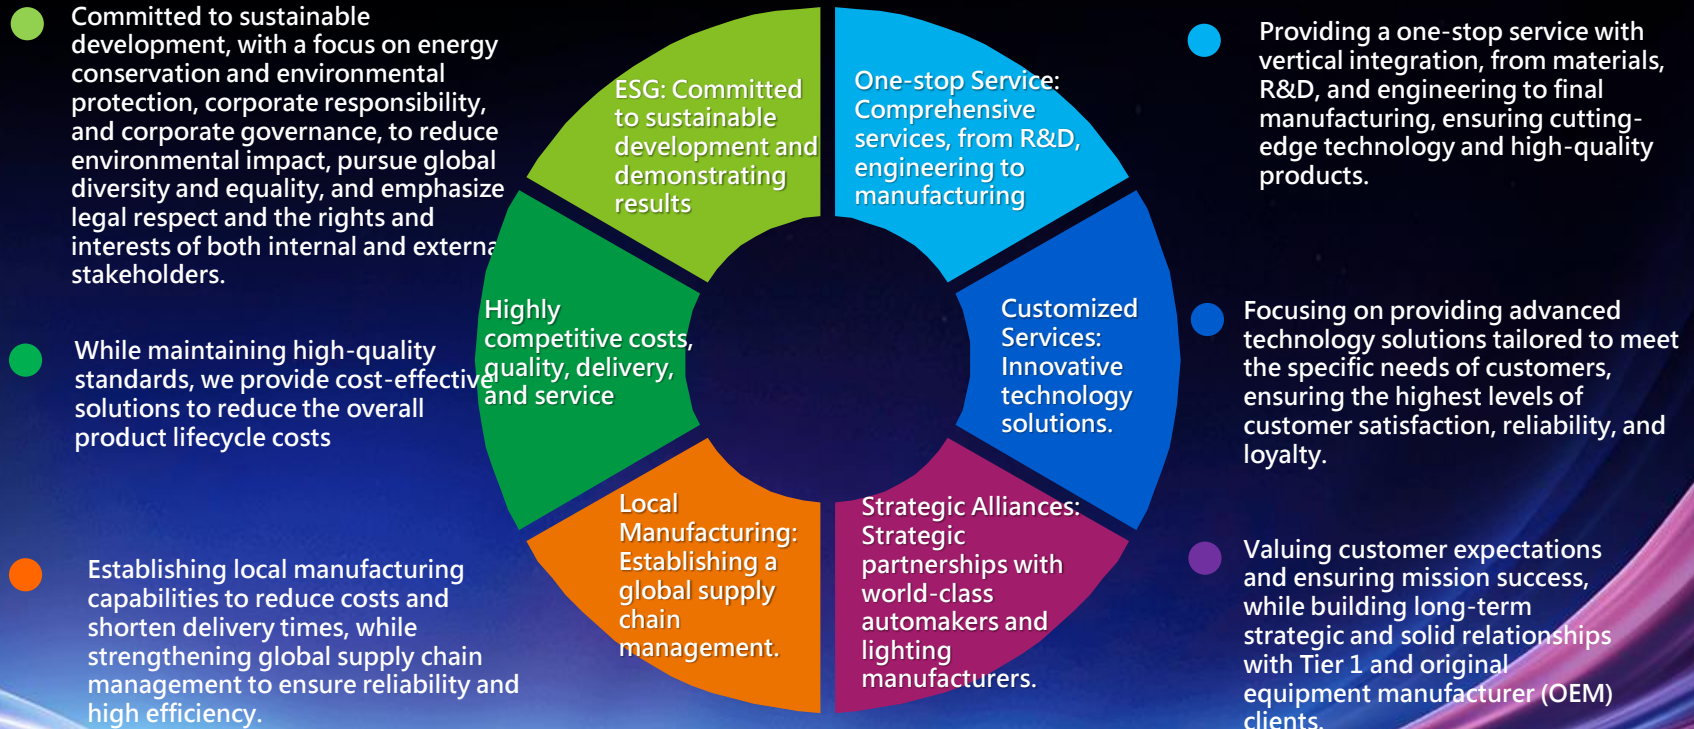 Committed to sustainable
development, with a focus on energy
conservation and environmental
protection, corporate responsibility,
and corporate governance, to reduce
environmental impact, pursue global
diversity and equality, and emphasize
legal respect and the rights and
interests of both internal and externa
stakeholders.
While maintaining high-quality
standards, we provide cost-effective
solutions to reduce the overall
product lifecycle costs
Establishing local manufacturing
capabilities to reduce costs and
shorten delivery times, while
strengthening global supply chain
management to ensure reliability and
high efficiency.
ESG: Committed
to sustainable
development and
demonstrating
results
One-stop Service:
Comprehensive
services, from R&D,
engineering to
manufacturing
Highly
competitive costs,
quality, delivery,
and service
Customized
Services:
Innovative
technology
solutions.
Local
Manufacturing:
Establishing a
global supply
chain
management.
Strategic Alliances:
Strategic
partnerships with
world-class
automakers and
lighting
manufacturers.
Providing a one-stop service with
vertical integration, from materials,
R&D, and engineering to final
manufacturing, ensuring cutting-
edge technology and high-quality
products.
Focusing on providing advanced
technology solutions tailored to meet
the specific needs of customers,
ensuring the highest levels of
customer satisfaction, reliability, and
loyalty.
Valuing customer expectations
and ensuring mission success,
while building long-term
strategic and solid relationships
with Tier 1 and original
equipment manufacturer (OEM)
clients.